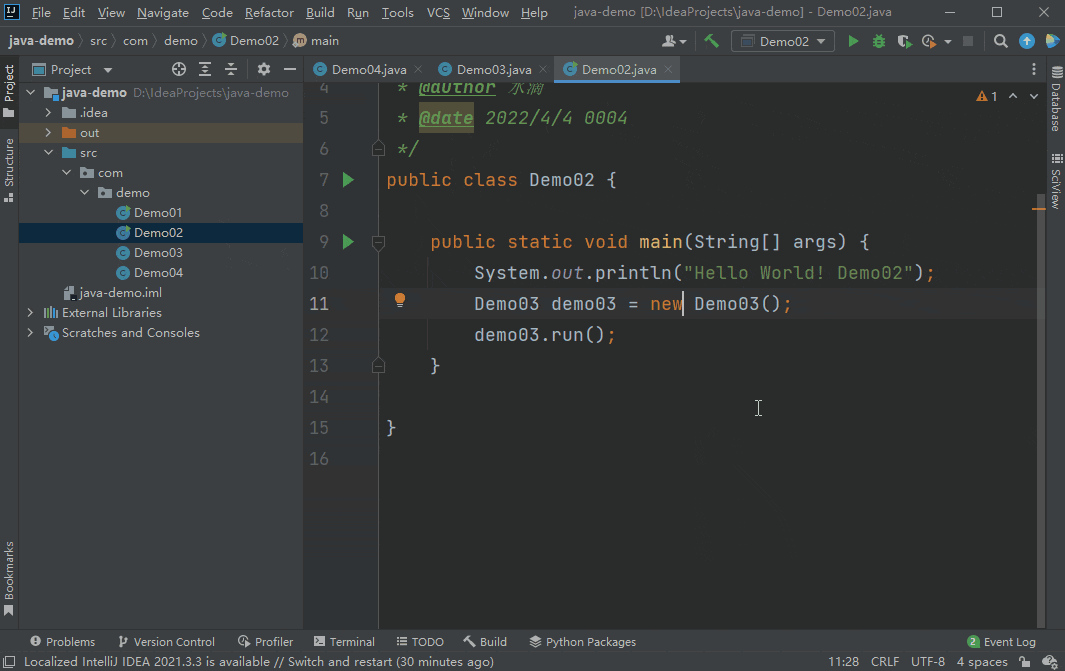 IJ File Edit View Navigate Code Refactor Build Run Tools VCS Window Help java-demo [D:\IdeaProjects\java-demo] - Demo02.java
java-demo src com demo Demo02 main Demo02
Project
Project
Structure
Bookmarks
java-demo D:\IdeaProjects\java-demo
.idea
out
src
com
demo
Demo01
Demo02
Demo03
Demo04
java-demo.iml
External Libraries
Scratches and Consoles
Demo04.java Demo03.java Demo02.java
4 * @author 水滴
5 * @date 2022/4/4 0004
6 */
7 public class Demo02 {
8
9 public static void main(String[] args) {
10 System.out.println("Hello World! Demo02");
11 Demo03 demo03 = new Demo03();
12 demo03.run();
13 }
14
15 }
16
1
Database
SciView
Problems Version Control Profiler Terminal TODO Build Python Packages 2 Event Log
Localized IntelliJ IDEA 2021.3.3 is available // Switch and restart (30 minutes ago) 11:28 CRLF UTF-8 4 spaces